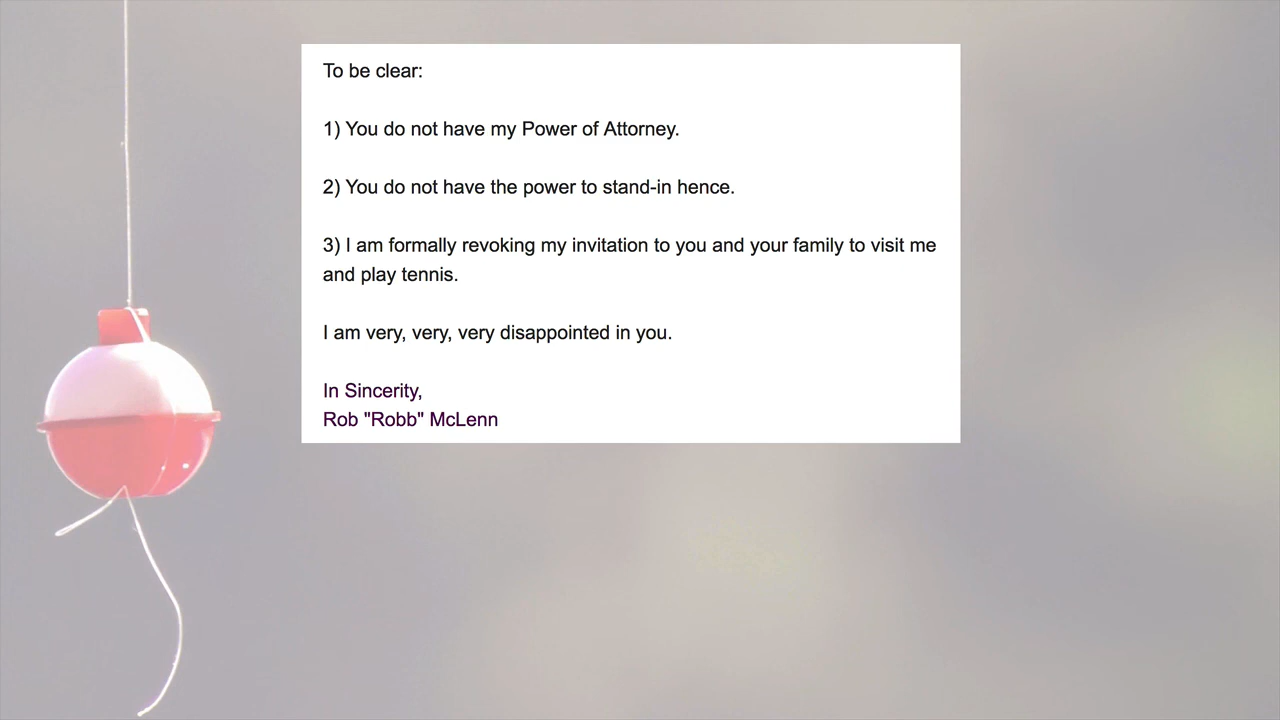 To be clear:
1) You do not have my Power of Attorney.
2) You do not have the power to stand-in hence.
3) I am formally revoking my invitation to you and your family to visit me
and play tennis.
I am very, very, very disappointed in you.
In Sincerity,
Rob "Robb" McLenn